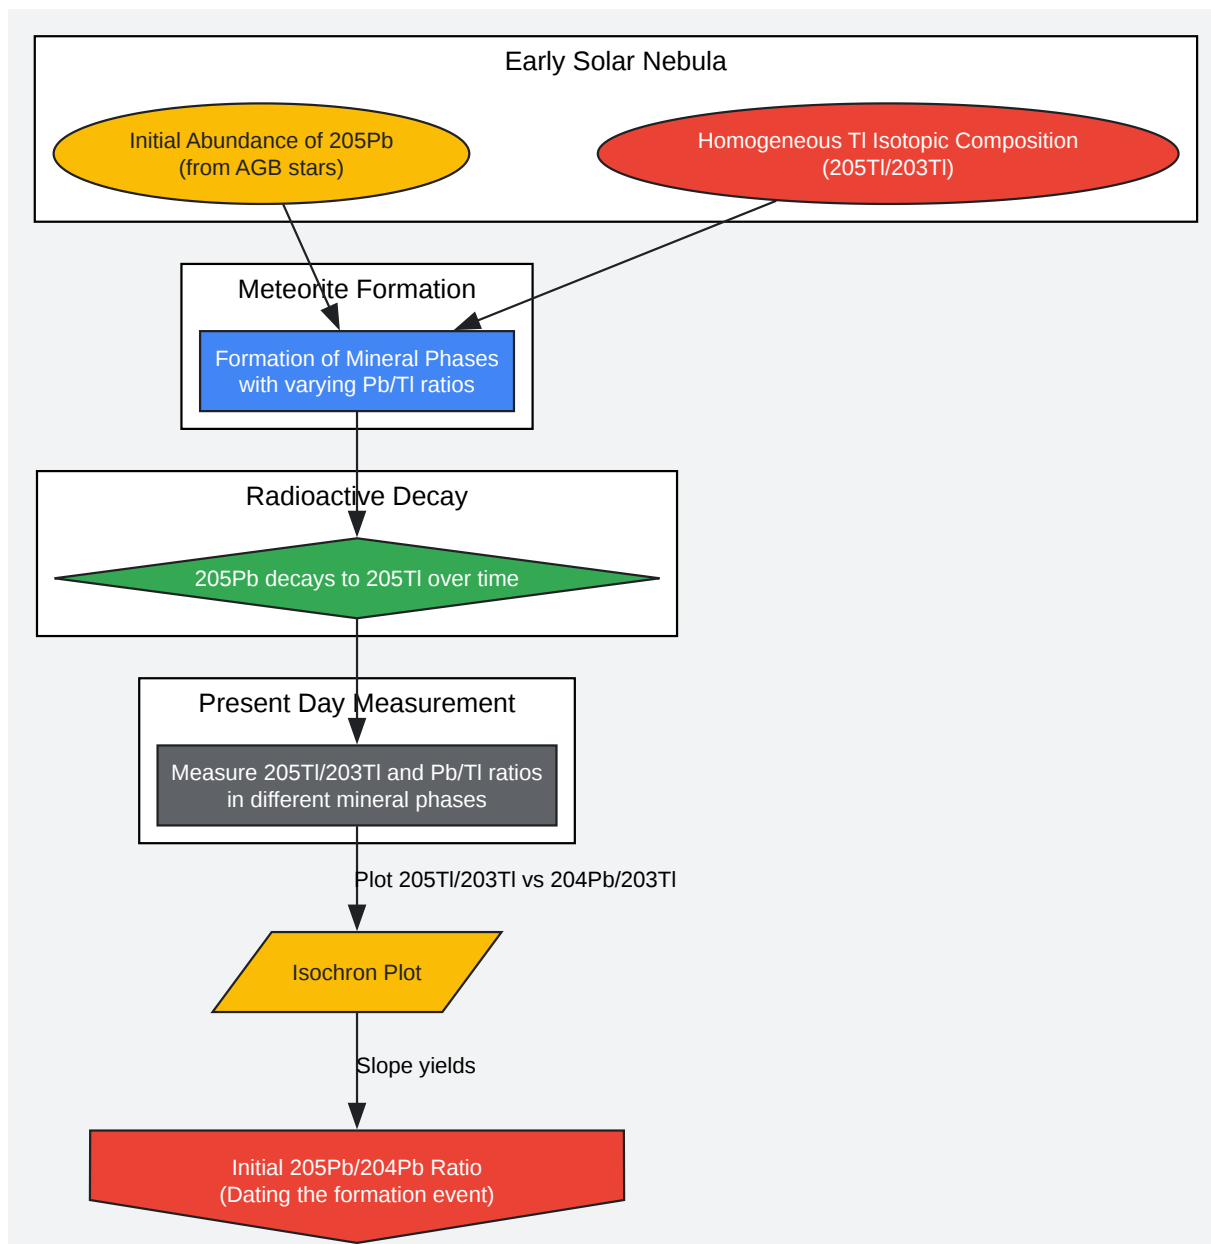 Early Solar Nebula
Initial Abundance of 205Pb
(from AGB stars)
Homogeneous Tl Isotopic Composition
(205Tl/203Tl)
Meteorite Formation
Formation of Mineral Phases
with varying Pb/Tl ratios
Radioactive Decay
205Pb decays to 205Tl over time
Present Day Measurement
Measure 205Tl/203Tl and Pb/Tl ratios
in different mineral phases
Plot 205Tl/203Tl vs 204Pb/203Tl
Isochron Plot
Slope yields
Initial 205Pb/204Pb Ratio
(Dating the formation event)